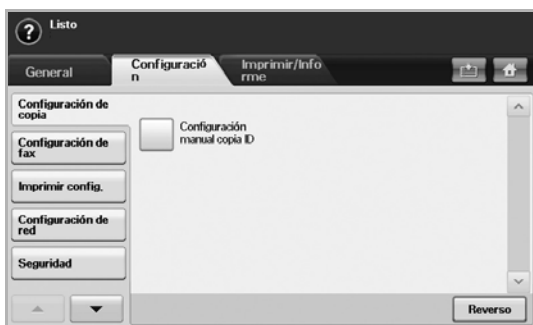 ?
Listo
General
Configuració
n
Imprimir/Info
rme
Configuración de
copia
Configuración de
fax
Imprimir config.
Configuración de
red
Seguridad
Configuración
manual copia ID
Reverso